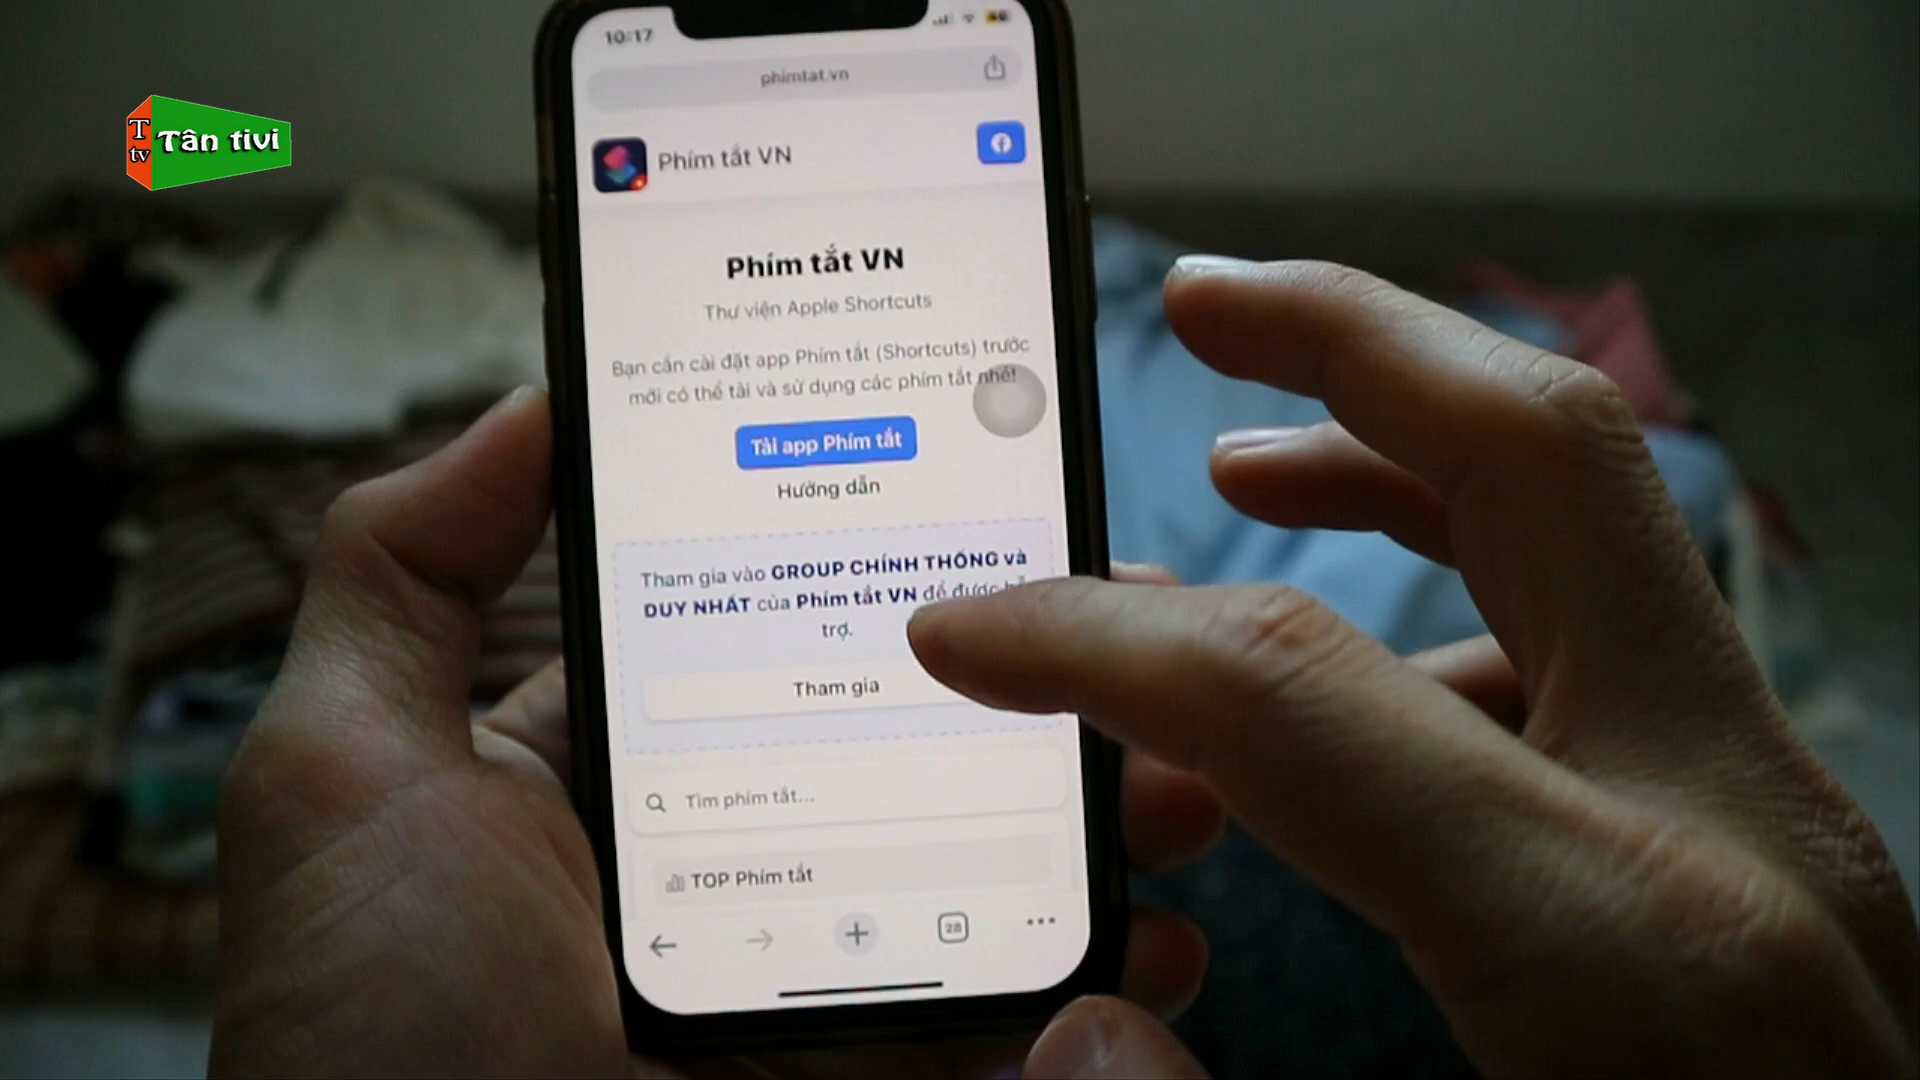 T
tv
Tân tivi
10:17
phimtat.vn
Phím tắt VN
Phím tắt VN
Thư viện Apple Shortcuts
Bạn cần cài đặt app Phím tắt (Shortcuts) trước
mới có thể tải và sử dụng các phím tắt nhé!
Tải app Phím tắt
Hướng dẫn
Tham gia vào GROUP CHÍNH THỐNG và
DUY NHẤT của Phím tắt VN để được
trợ.
Tham gia
Tìm phím tắt...
TOP Phím tắt
28